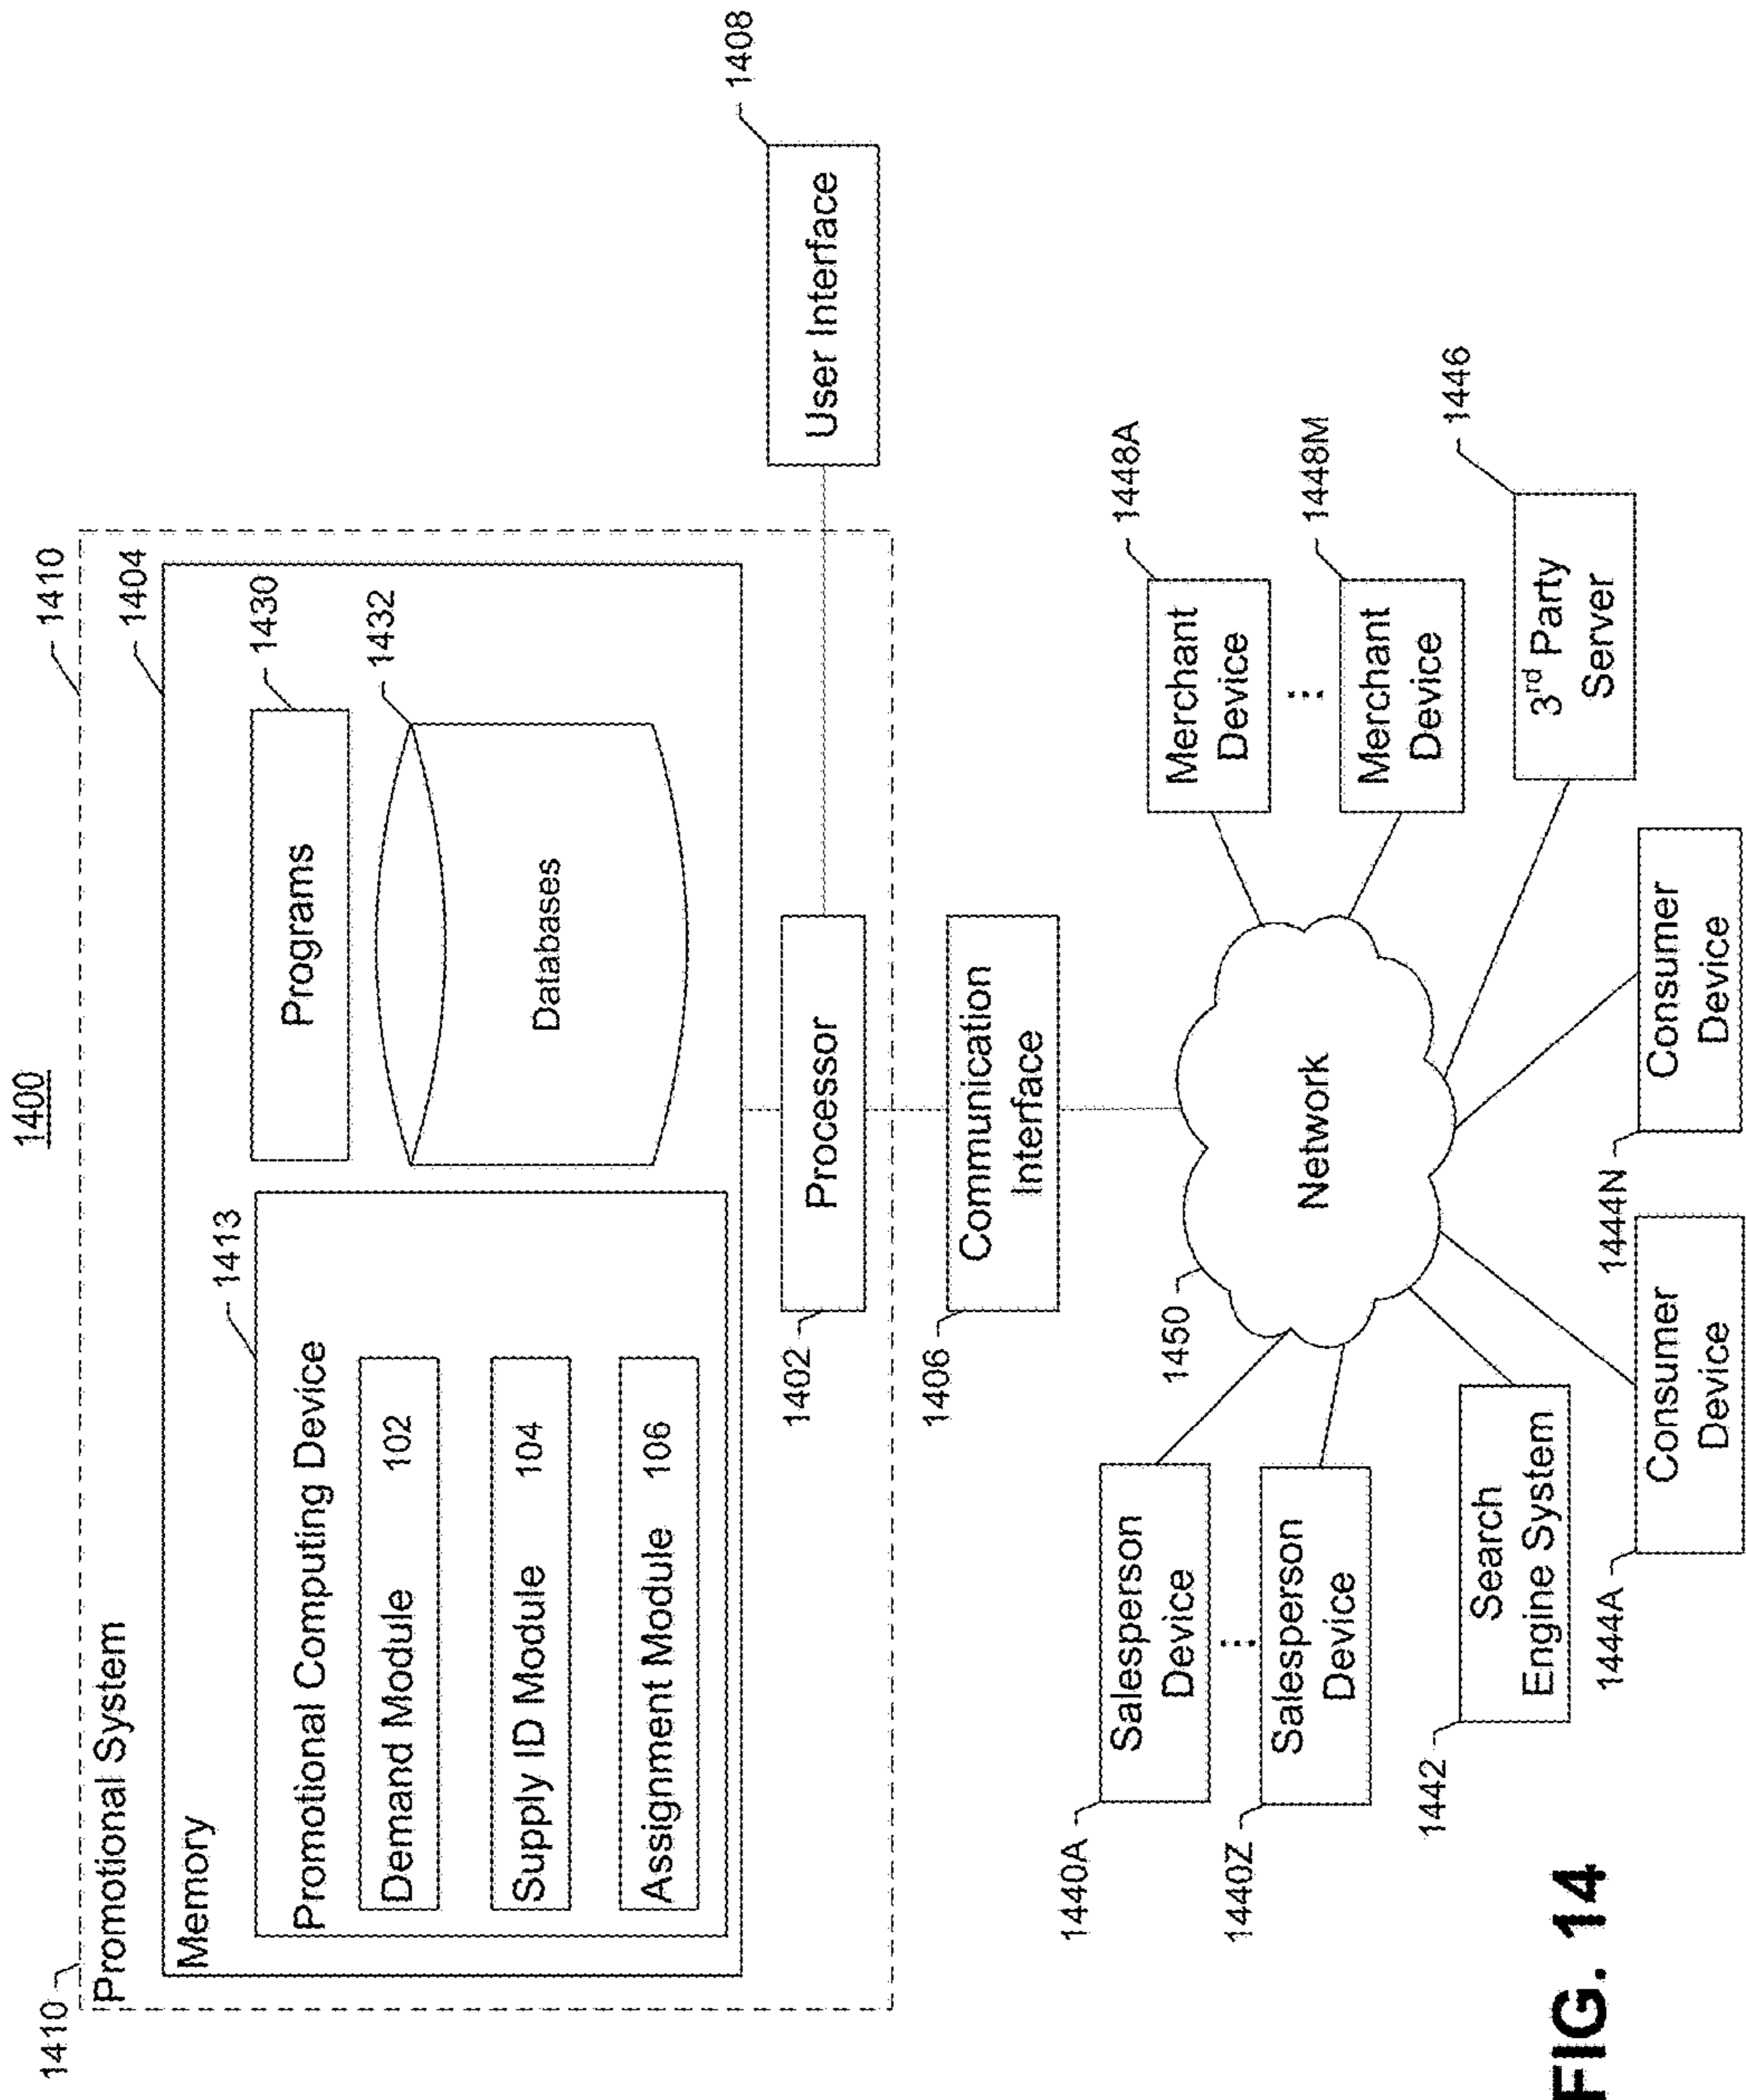 1400
1410
1410
Promotional System
1404
Memory
1413
Promotional Computing Device
Demand Module 102
Supply ID Module 104
Assignment Module 106
1430
Programs
1432
Databases
1402
Processor
1408
User Interface
1406
Communication
Interface
1450
Network
1440A
Salesperson
Device
1440Z
Salesperson
Device
1442
Search
Engine System
1444A
Consumer
Device
1444N
Consumer
Device
1448A
Merchant
Device
1448M
Merchant
Device
1446
3rd Party
Server
FIG. 14